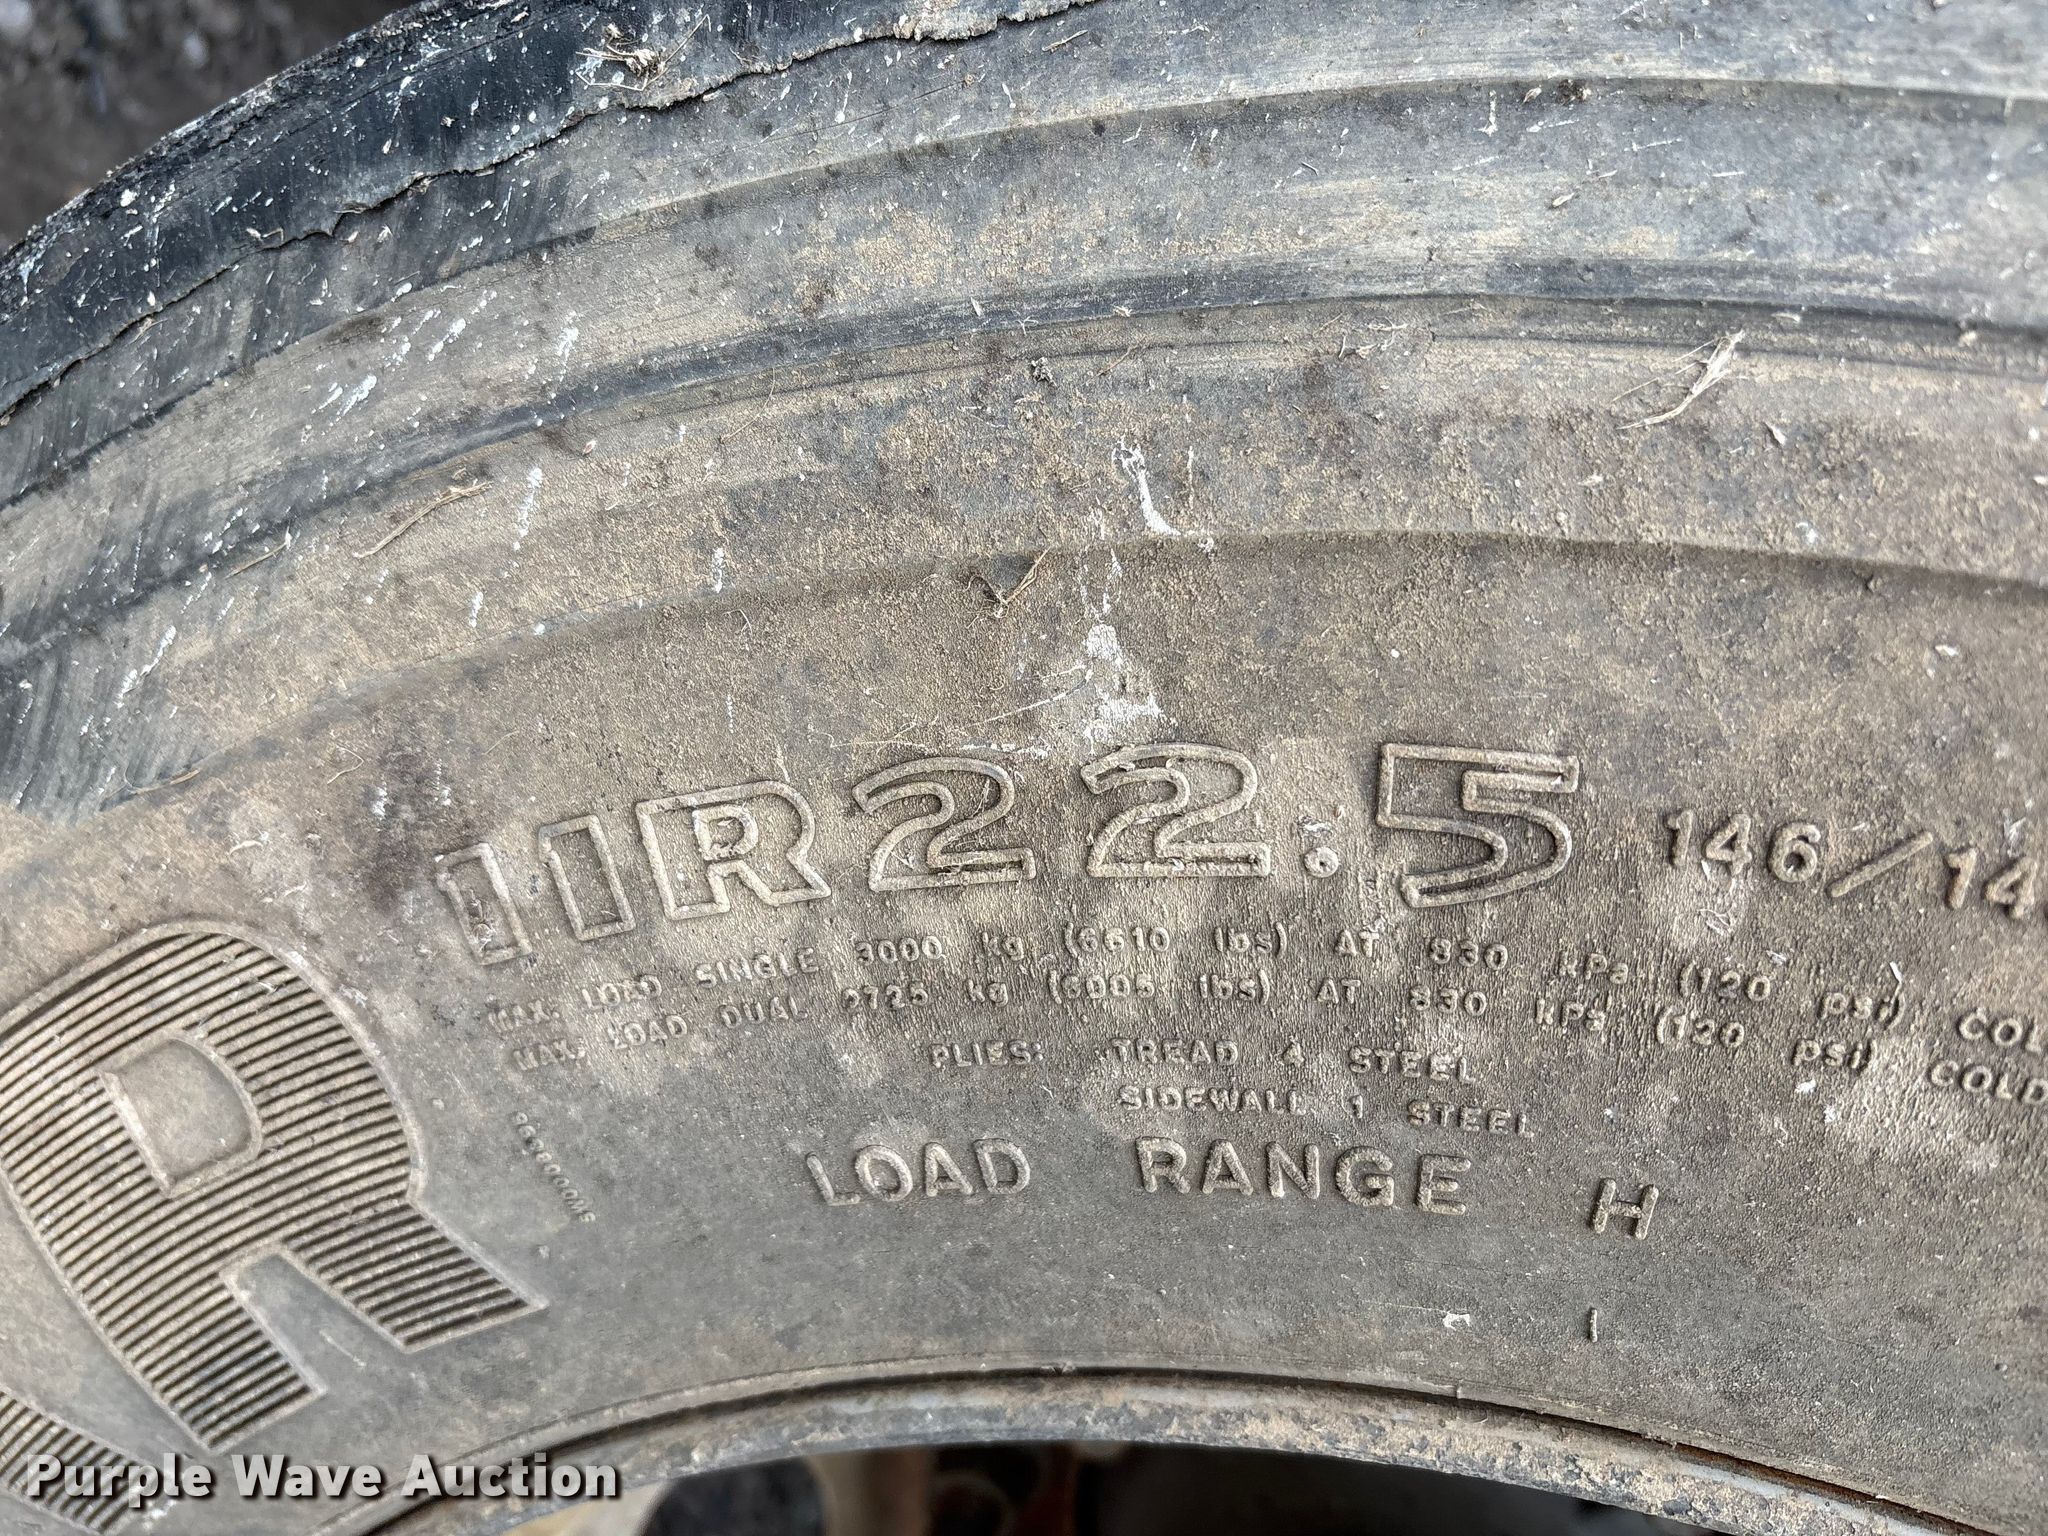 11R22.5 146/14
MAX. LOAD SINGLE 3000 kg (6610 lbs) AT 830 kPa (120 psi) COL
MAX. LOAD DUAL 2725 kg (6005 lbs) AT 830 kPa (120 psi) COLD
PLIES: TREAD 4 STEEL
SIDEWALL 1 STEEL
LOAD RANGE H
R
Purple Wave Auction